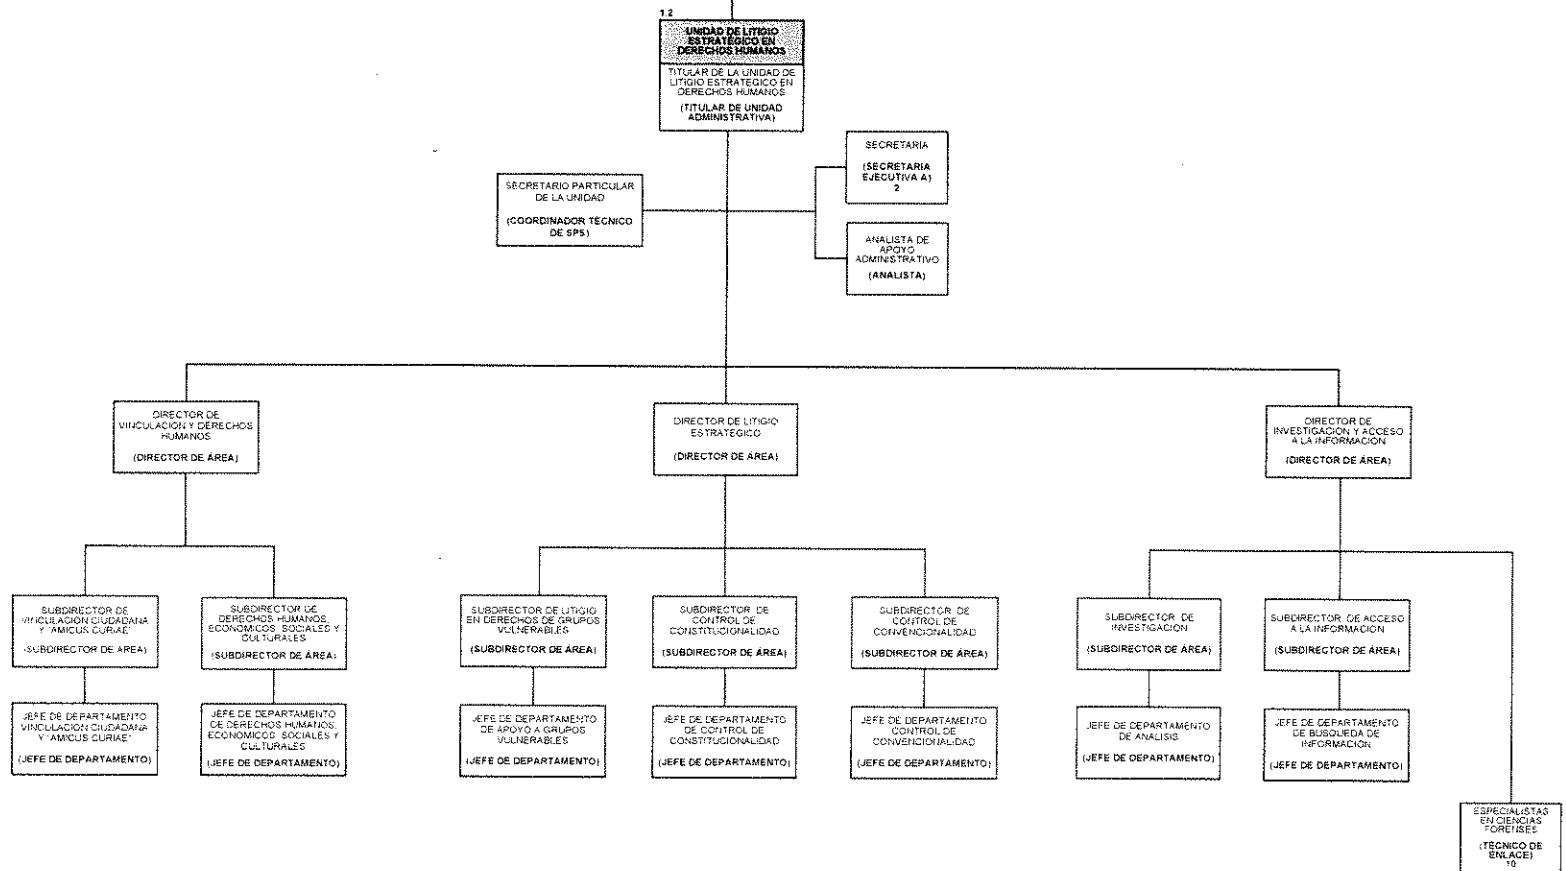 1.2
UNIDAD DE LITIGIO
ESTRATÉGICO EN
DERECHOS HUMANOS
TITULAR DE LA UNIDAD DE
LITIGIO ESTRATEGICO EN
DERECHOS HUMANOS
(TITULAR DE UNIDAD
ADMINISTRATIVA)
SECRETARIA
(SECRETARIA
EJECUTIVA A)
2
SECRETARIO PARTICULAR
DE LA UNIDAD
(COORDINADOR TÉCNICO
DE SPS)
ANALISTA DE
APOYO
ADMINISTRATIVO
(ANALISTA)
DIRECTOR DE
VINCULACIÓN Y DERECHOS
HUMANOS
(DIRECTOR DE ÁREA)
DIRECTOR DE LITIGIO
ESTRATEGICO
(DIRECTOR DE ÁREA)
DIRECTOR DE
INVESTIGACIÓN Y ACCESO
A LA INFORMACIÓN
(DIRECTOR DE ÁREA)
SUBDIRECTOR DE
VINCULACION CIUDADANA
Y "AMICUS CURIAE"
(SUBDIRECTOR DE ÁREA)
SUBDIRECTOR DE
DERECHOS HUMANOS,
ECONOMICOS SOCIALES Y
CULTURALES
(SUBDIRECTOR DE ÁREA)
SUBDIRECTOR DE LITIGIO
EN DERECHOS DE GRUPOS
VULNERABLES
(SUBDIRECTOR DE ÁREA)
SUBDIRECTOR DE
CONTROL DE
CONSTITUCIONALIDAD
(SUBDIRECTOR DE ÁREA)
SUBDIRECTOR DE
CONTROL DE
CONVENCIONALIDAD
(SUBDIRECTOR DE ÁREA)
SUBDIRECTOR DE
INVESTIGACIÓN
(SUBDIRECTOR DE ÁREA)
SUBDIRECTOR DE ACCESO
A LA INFORMACIÓN
(SUBDIRECTOR DE ÁREA)
JEFE DE DEPARTAMENTO
VINCULACION CIUDADANA
Y "AMICUS CURIAE"
(JEFE DE DEPARTAMENTO)
JEFE DE DEPARTAMENTO
DE DERECHOS HUMANOS,
ECONOMICOS SOCIALES Y
CULTURALES
(JEFE DE DEPARTAMENTO)
JEFE DE DEPARTAMENTO
DE APOYO A GRUPOS
VULNERABLES
(JEFE DE DEPARTAMENTO)
JEFE DE DEPARTAMENTO
DE CONTROL DE
CONSTITUCIONALIDAD
(JEFE DE DEPARTAMENTO)
JEFE DE DEPARTAMENTO
CONTROL DE
CONVENCIONALIDAD
(JEFE DE DEPARTAMENTO)
JEFE DE DEPARTAMENTO
DE ANALISIS
(JEFE DE DEPARTAMENTO)
JEFE DE DEPARTAMENTO
DE BUSQUEDA DE
INFORMACIÓN
(JEFE DE DEPARTAMENTO)
ESPECIALISTAS
EN CIENCIAS
FORENSES
(TÉCNICO DE
ENLACE)
10